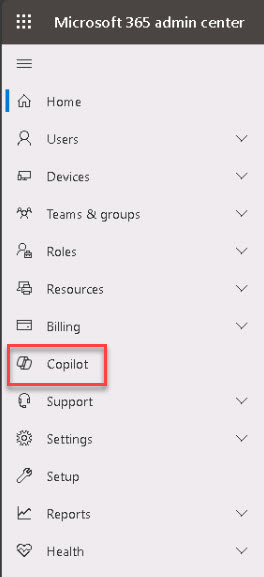 Microsoft 365 admin center
Home
Users
Devices
Teams & groups
Roles
Resources
Billing
Copilot
Support
Settings
Setup
Reports
Health